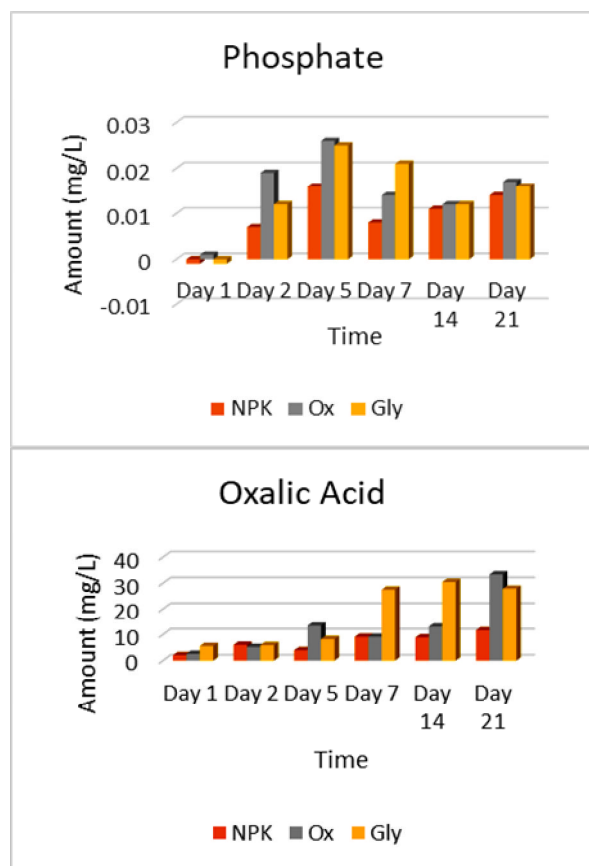 Phosphate
Amount (mg/L)
0.03
0.02
0.01
0
-0.01
Day 1 Day 2 Day 5 Day 7 Day 14 Day 21
Time
NPK Ox Gly
Oxalic Acid
Amount (mg/L)
40
30
20
10
0
Day 1 Day 2 Day 5 Day 7 Day 14 Day 21
Time
NPK Ox Gly